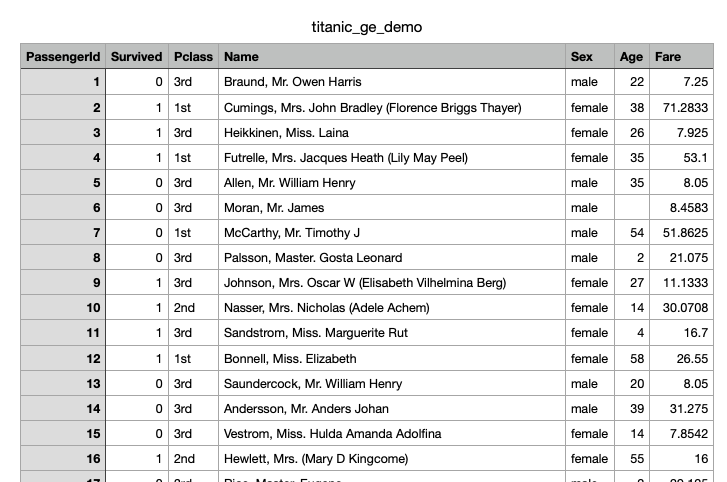 titanic_ge_demo
PassengerId Survived Pclass Name Sex Age Fare
1 0 3rd Braund, Mr. Owen Harris male 22 7.25
2 1 1st Cumings, Mrs. John Bradley (Florence Briggs Thayer) female 38 71.2833
3 1 3rd Heikkinen, Miss. Laina female 26 7.925
4 1 1st Futrelle, Mrs. Jacques Heath (Lily May Peel) female 35 53.1
5 0 3rd Allen, Mr. William Henry male 35 8.05
6 0 3rd Moran, Mr. James male 8.4583
7 0 1st McCarthy, Mr. Timothy J male 54 51.8625
8 0 3rd Palsson, Master. Gosta Leonard male 2 21.075
9 1 3rd Johnson, Mrs. Oscar W (Elisabeth Vilhelmina Berg) female 27 11.1333
10 1 2nd Nasser, Mrs. Nicholas (Adele Achem) female 14 30.0708
11 1 3rd Sandstrom, Miss. Marguerite Rut female 4 16.7
12 1 1st Bonnell, Miss. Elizabeth female 58 26.55
13 0 3rd Saundercock, Mr. William Henry male 20 8.05
14 0 3rd Andersson, Mr. Anders Johan male 39 31.275
15 0 3rd Vestrom, Miss. Hulda Amanda Adolfina female 14 7.8542
16 1 2nd Hewlett, Mrs. (Mary D Kingcome) female 55 16